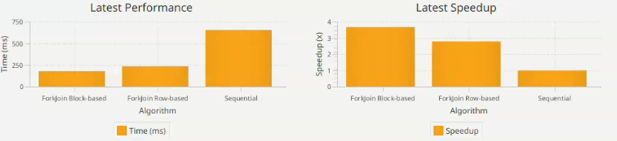 Latest Performance
Time (ms)
750
500
250
0
ForkJoin Block-based
ForkJoin Row-based
Sequential
Algorithm
Time (ms)
Latest Speedup
Speedup (x)
4
3
2
1
0
ForkJoin Block-based
ForkJoin Row-based
Sequential
Algorithm
Speedup